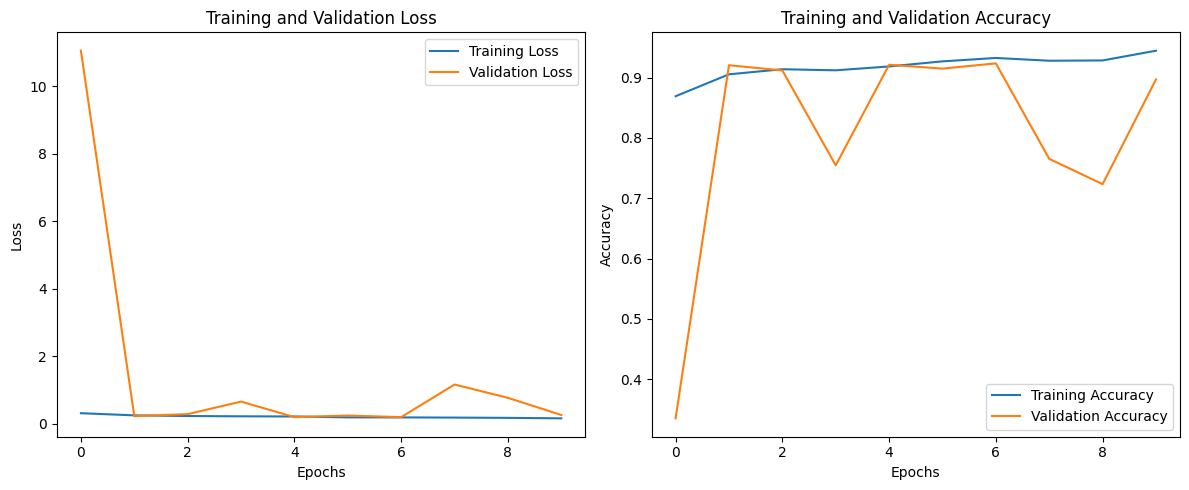 Training and Validation Loss
Training Loss
Validation Loss
10
8
6
4
2
0
Loss
0 2 4 6 8
Epochs
Training and Validation Accuracy
0.9
0.8
0.7
0.6
0.5
0.4
Accuracy
Training Accuracy
Validation Accuracy
0 2 4 6 8
Epochs